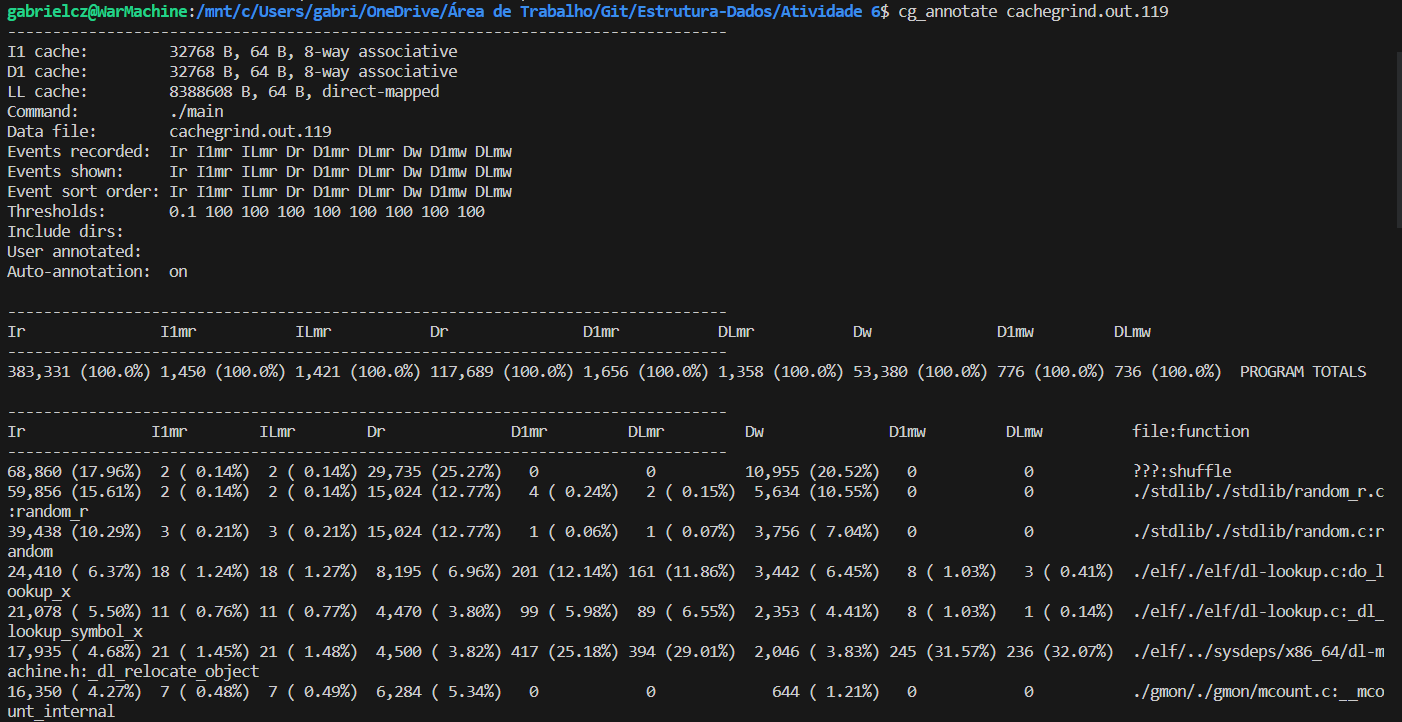 gabrielcz@WarMachine:/mnt/c/Users/gabri/OneDrive/Área de Trabalho/Git/Estrutura-Dados/Atividade 6$ cg_annotate cachegrind.out.119
--------------------------------------------------------------------------------
I1 cache:         32768 B, 64 B, 8-way associative
D1 cache:         32768 B, 64 B, 8-way associative
LL cache:         8388608 B, 64 B, direct-mapped
Command:          ./main
Data file:        cachegrind.out.119
Events recorded:  Ir I1mr ILmr Dr D1mr DLmr Dw D1mw DLmw
Events shown:     Ir I1mr ILmr Dr D1mr DLmr Dw D1mw DLmw
Event sort order: Ir I1mr ILmr Dr D1mr DLmr Dw D1mw DLmw
Thresholds:       0.1 100 100 100 100 100 100 100 100
Include dirs:
User annotated:
Auto-annotation:  on
--------------------------------------------------------------------------------
Ir               I1mr           ILmr           Dr               D1mr           DLmr           Dw              D1mw         DLmw
--------------------------------------------------------------------------------
383,331 (100.0%) 1,450 (100.0%) 1,421 (100.0%) 117,689 (100.0%) 1,656 (100.0%) 1,358 (100.0%) 53,380 (100.0%) 776 (100.0%) 736 (100.0%)  PROGRAM TOTALS
--------------------------------------------------------------------------------
Ir              I1mr        ILmr        Dr              D1mr         DLmr         Dw              D1mw         DLmw          file:function
--------------------------------------------------------------------------------
68,860 (17.96%)  2 ( 0.14%)  2 ( 0.14%) 29,735 (25.27%)   0            0          10,955 (20.52%)   0            0           ???:shuffle
59,856 (15.61%)  2 ( 0.14%)  2 ( 0.14%) 15,024 (12.77%)   4 ( 0.24%)   2 ( 0.15%)  5,634 (10.55%)   0            0           ./stdlib/./stdlib/random_r.c
:random_r
39,438 (10.29%)  3 ( 0.21%)  3 ( 0.21%) 15,024 (12.77%)   1 ( 0.06%)   1 ( 0.07%)  3,756 ( 7.04%)   0            0           ./stdlib/./stdlib/random.c:r
andom
24,410 ( 6.37%) 18 ( 1.24%) 18 ( 1.27%)  8,195 ( 6.96%) 201 (12.14%) 161 (11.86%)  3,442 ( 6.45%)   8 ( 1.03%)   3 ( 0.41%)  ./elf/./elf/dl-lookup.c:do_l
ookup_x
21,078 ( 5.50%) 11 ( 0.76%) 11 ( 0.77%)  4,470 ( 3.80%)  99 ( 5.98%)  89 ( 6.55%)  2,353 ( 4.41%)   8 ( 1.03%)   1 ( 0.14%)  ./elf/./elf/dl-lookup.c:_dl_
lookup_symbol_x
17,935 ( 4.68%) 21 ( 1.45%) 21 ( 1.48%)  4,500 ( 3.82%) 417 (25.18%) 394 (29.01%)  2,046 ( 3.83%) 245 (31.57%) 236 (32.07%)  ./elf/../sysdeps/x86_64/dl-m
achine.h:_dl_relocate_object
16,350 ( 4.27%)  7 ( 0.48%)  7 ( 0.49%)  6,284 ( 5.34%)   0            0             644 ( 1.21%)   0            0           ./gmon/./gmon/mcount.c:__mco
unt_internal